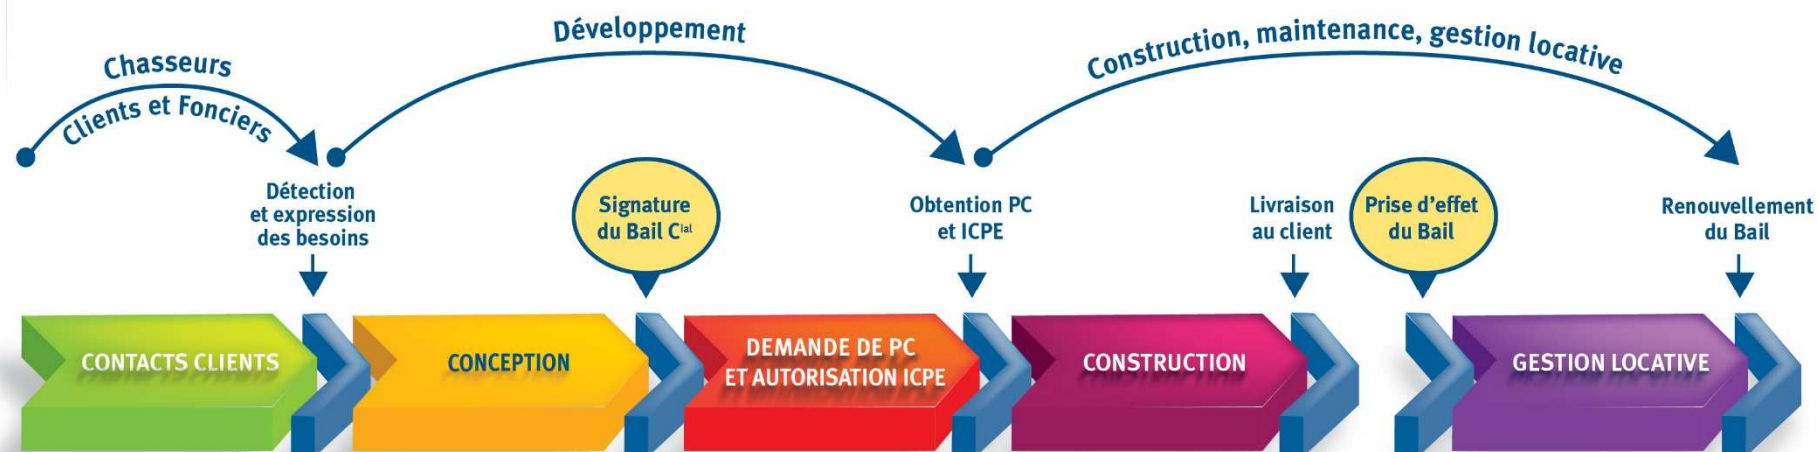 Chasseurs
Clients et Fonciers
Développement
Construction, maintenance, gestion locative
Détection
et expression
des besoins
Signature
du Bail Cial
Obtention PC
et ICPE
Livraison
au client
Prise d'effet
du Bail
Renouvellement
du Bail
CONTACTS CLIENTS
CONCEPTION
DEMANDE DE PC
ET AUTORISATION ICPE
CONSTRUCTION
GESTION LOCATIVE